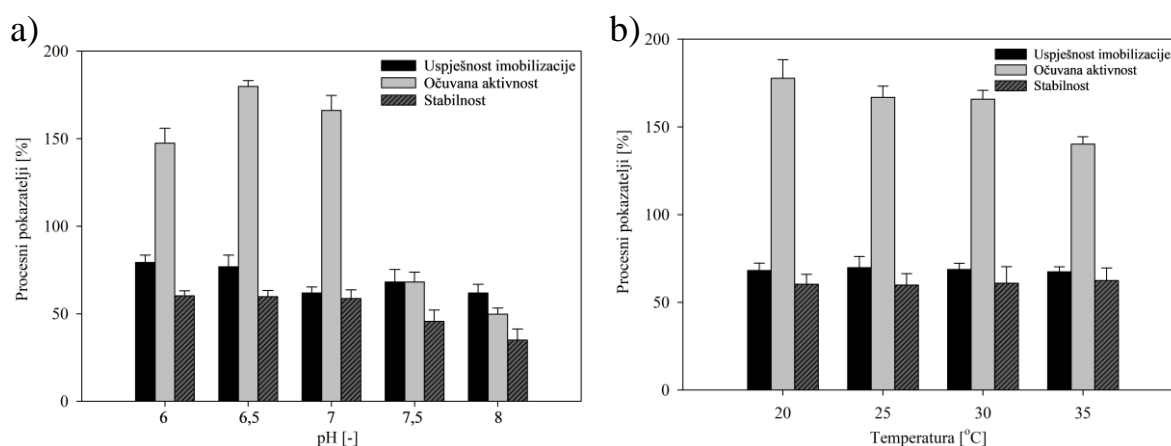 a)
200
150
100
50
0
Procesni pokazatelji [%]
Uspješnost imobilizacije
Očuvana aktivnost
Stabilnost
6 6,5 7 7,5 8
pH [-]
b)
200
150
100
50
0
Procesni pokazatelji [%]
Uspješnost imobilizacije
Očuvana aktivnost
Stabilnost
20 25 30 35
Temperatura [°C]